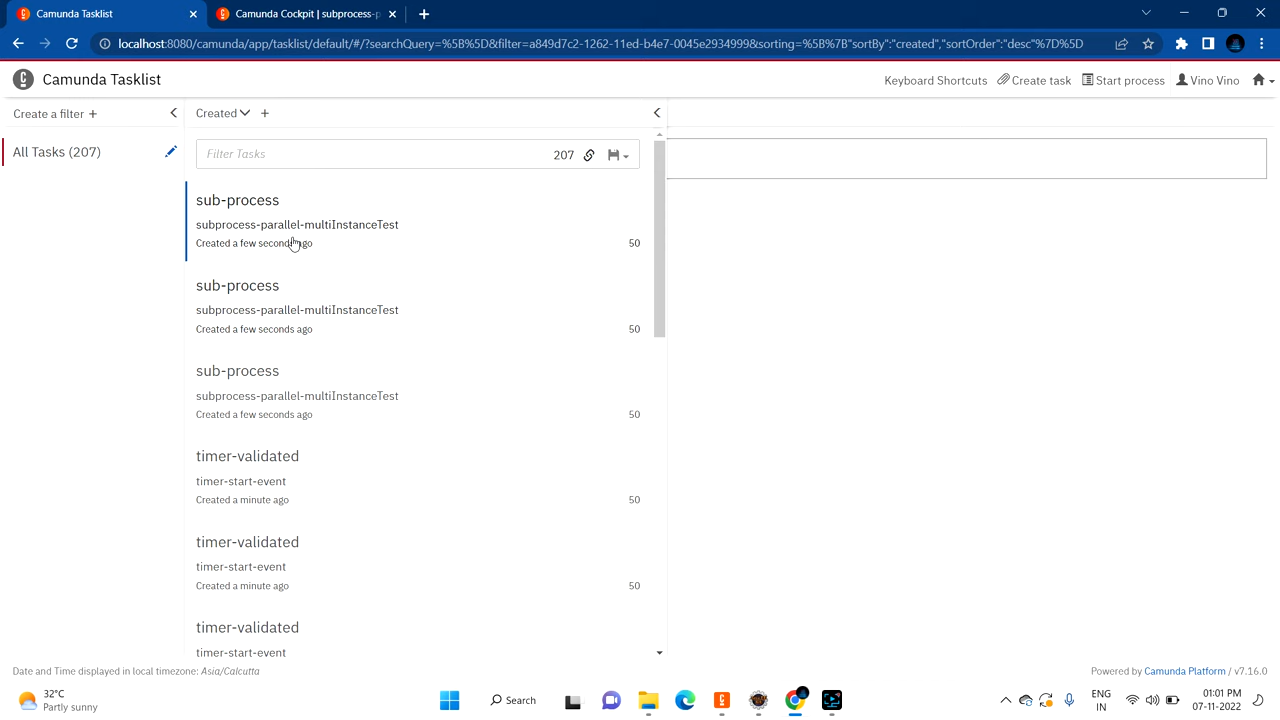 Camunda Tasklist
Camunda Cockpit | subprocess-p
localhost:8080/camunda/app/tasklist/default/#/?searchQuery=%5B%5D&filter=a849d7c2-1262-11ed-b4e7-0045e2934999&sorting=%5B%7B"sortBy":"created","sortOrder":"desc"%7D%5D
Camunda Tasklist
Keyboard Shortcuts Create task Start process Vino Vino
Create a filter +
Created +
All Tasks (207)
Filter Tasks 207
sub-process
subprocess-parallel-multiInstanceTest
Created a few seconds ago 50
sub-process
subprocess-parallel-multiInstanceTest
Created a few seconds ago 50
sub-process
subprocess-parallel-multiInstanceTest
Created a few seconds ago 50
timer-validated
timer-start-event
Created a minute ago 50
timer-validated
timer-start-event
Created a minute ago 50
timer-validated
timer-start-event
Date and Time displayed in local timezone: Asia/Calcutta
Powered by Camunda Platform / v7.16.0
32°C
Partly sunny
Search
ENG
IN
01:01 PM
07-11-2022